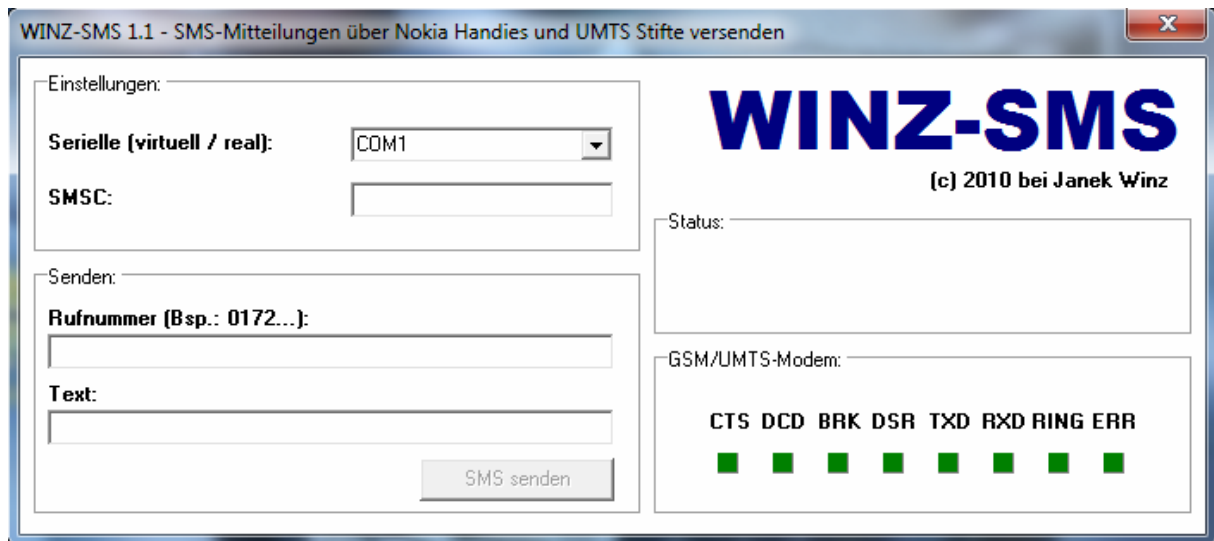 WINZ-SMS 1.1 - SMS-Mitteilungen über Nokia Handies und UMTS Stifte versenden
X
Einstellungen:
Serielle (virtuell / real):
COM1
SMSC:
Senden:
Rufnummer (Bsp.: 0172...):
Text:
SMS senden
WINZ-SMS
(c) 2010 bei Janek Winz
Status:
GSM/UMTS-Modem:
CTS DCD BRK DSR TXD RXD RING ERR